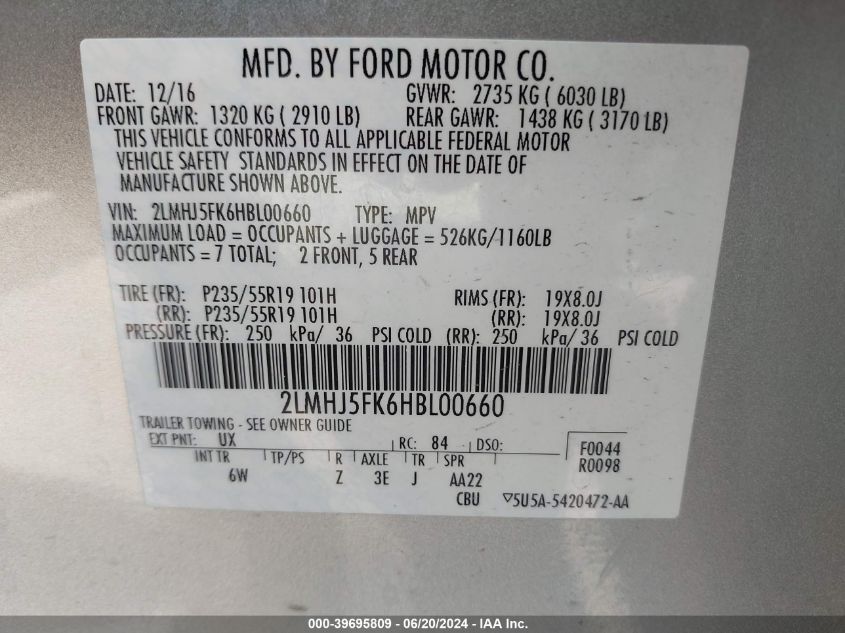 MFD. BY FORD MOTOR CO.
DATE: 12/16 GVWR: 2735 KG ( 6030 LB)
FRONT GAWR: 1320 KG ( 2910 LB) REAR GAWR: 1438 KG ( 3170 LB)
THIS VEHICLE CONFORMS TO ALL APPLICABLE FEDERAL MOTOR
VEHICLE SAFETY STANDARDS IN EFFECT ON THE DATE OF
MANUFACTURE SHOWN ABOVE.
VIN: 2LMHJ5FK6HBL00660 TYPE: MPV
MAXIMUM LOAD = OCCUPANTS + LUGGAGE = 526KG/1160LB
OCCUPANTS = 7 TOTAL; 2 FRONT, 5 REAR
TIRE (FR): P235/55R19 101H RIMS (FR): 19X8.0J
(RR): P235/55R19 101H (RR): 19X8.0J
PRESSURE (FR): 250 kPa/ 36 PSI COLD (RR): 250 kPa/ 36 PSI COLD
2LMHJ5FK6HBL00660
TRAILER TOWING - SEE OWNER GUIDE
EXT PNT: UX RC: 84 DSO: F0044
INT TR TP/PS R AXLE TR SPR R0098
6W Z 3E J AA22
CBU 5U5A-5420472-AA
000-39695809 - 06/20/2024 - IAA Inc.